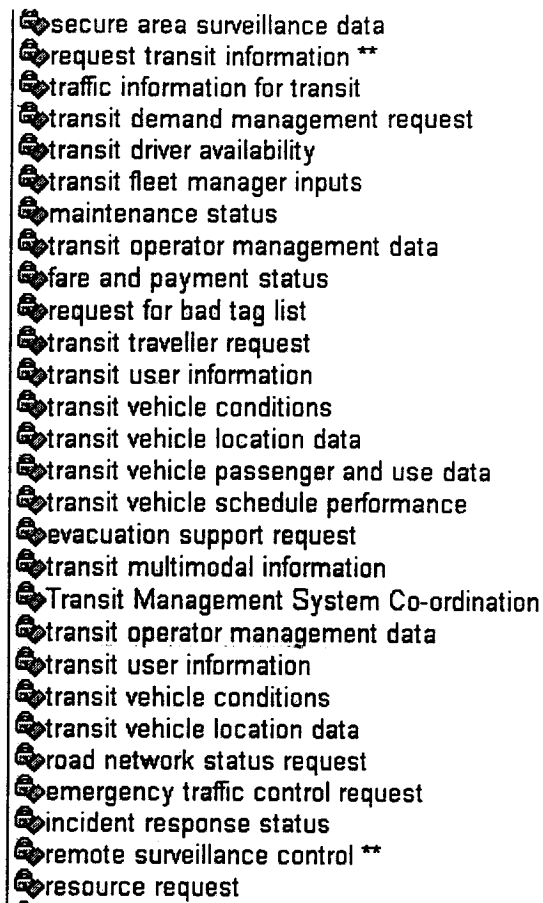 secure area surveillance data
request transit information **
traffic information for transit
transit demand management request
transit driver availability
transit fleet manager inputs
maintenance status
transit operator management data
fare and payment status
request for bad tag list
transit traveller request
transit user information
transit vehicle conditions
transit vehicle location data
transit vehicle passenger and use data
transit vehicle schedule performance
evacuation support request
transit multimodal information
Transit Management System Co-ordination
transit operator management data
transit user information
transit vehicle conditions
transit vehicle location data
road network status request
emergency traffic control request
incident response status
remote surveillance control **
resource request